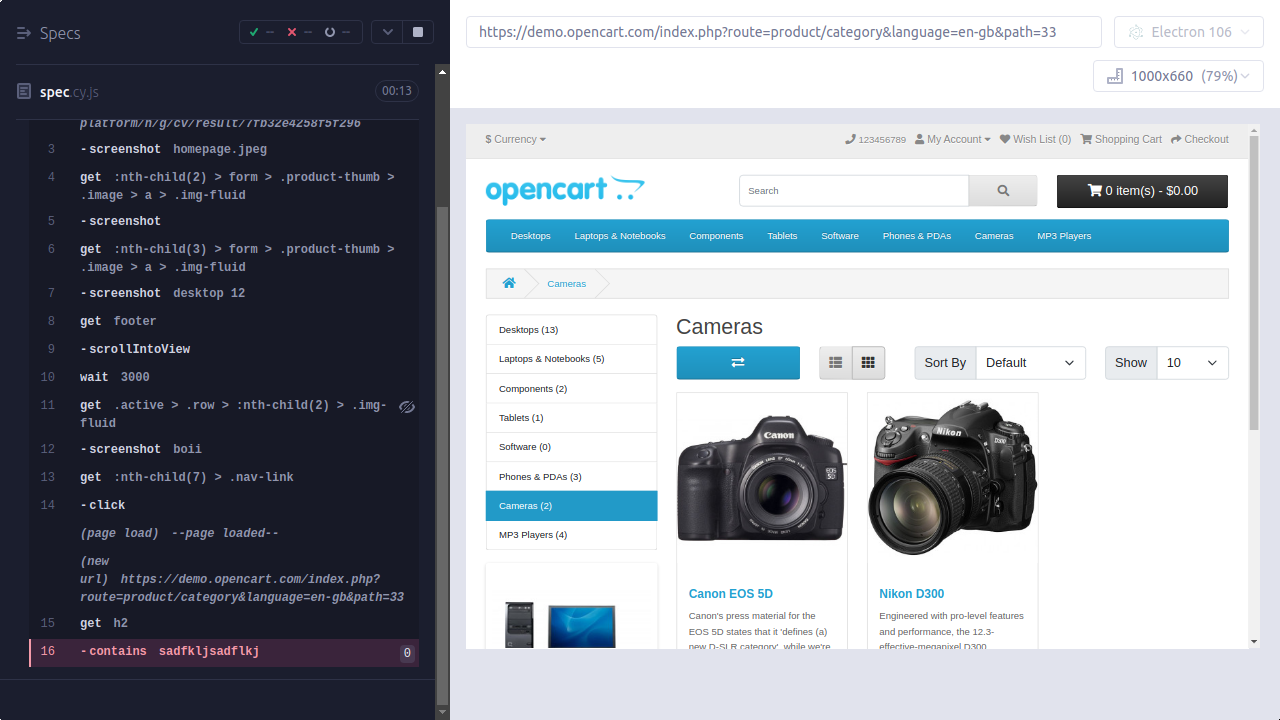 Specs
-- -- --
spec.cy.js
00:13
platform/h/g/cv/result/7fb32e4258f5f296
3 -screenshot homepage.jpeg
4 get :nth-child(2) > form > .product-thumb >
.image > a > .img-fluid
5 -screenshot
6 get :nth-child(3) > form > .product-thumb >
.image > a > .img-fluid
7 -screenshot desktop 12
8 get footer
9 -scrollIntoView
10 wait 3000
11 get .active > .row > :nth-child(2) > .img-
fluid
12 -screenshot boii
13 get :nth-child(7) > .nav-link
14 -click
(page load) --page loaded--
(new
url) https://demo.opencart.com/index.php?
route=product/category&language=en-gb&path=33
15 get h2
16 -contains sadfkljsadflkj 0
https://demo.opencart.com/index.php?route=product/category&language=en-gb&path=33
Electron 106
1000x660 (79%)
$ Currency
123456789
My Account
Wish List (0)
Shopping Cart
Checkout
opencart
Search
0 item(s) - $0.00
Desktops Laptops & Notebooks Components Tablets Software Phones & PDAs Cameras MP3 Players
Cameras
Desktops (13)
Laptops & Notebooks (5)
Components (2)
Tablets (1)
Software (0)
Phones & PDAs (3)
Cameras (2)
MP3 Players (4)
Cameras
Sort By Default
Show 10
Canon
EOS
5D
Canon EOS 5D
Canon's press material for the
EOS 5D states that it 'defines (a)
new D-SLR category', while we're
Nikon
D300
Nikon D300
Engineered with pro-level features
and performance, the 12.3-
effective-megapixel D300